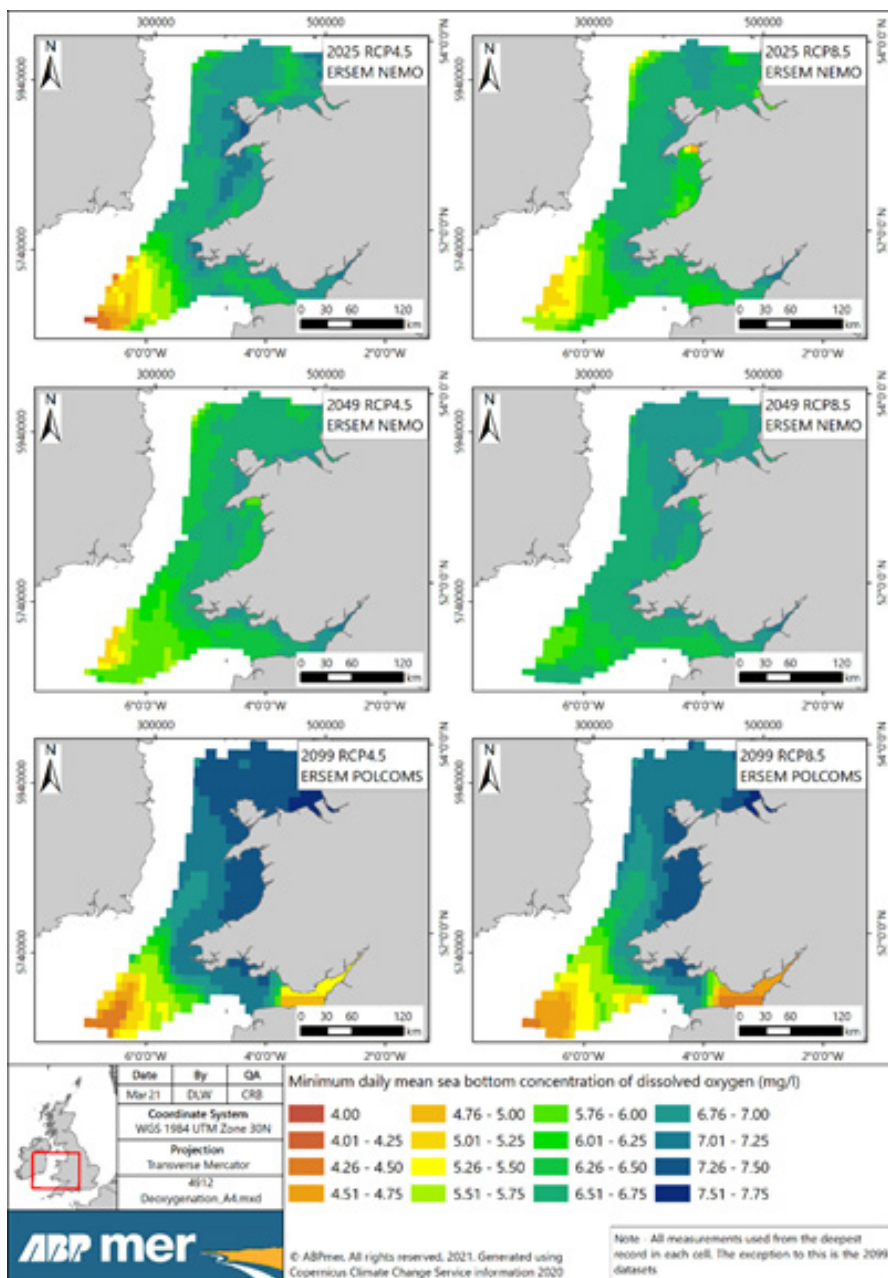 300000 500000
N
2025 RCP4.5
ERSEM NEMO
54°0'0"N
5940000
52°0'0"N
5740000
0 30 60 120
km
6°0'0"W 4°0'0"W 2°0'0"W
300000 500000
N
2025 RCP8.5
ERSEM NEMO
54°0'0"N
5940000
52°0'0"N
5740000
0 30 60 120
km
6°0'0"W 4°0'0"W 2°0'0"W
300000 500000
N
2049 RCP4.5
ERSEM NEMO
54°0'0"N
5940000
52°0'0"N
5740000
0 30 60 120
km
6°0'0"W 4°0'0"W 2°0'0"W
300000 500000
N
2049 RCP8.5
ERSEM NEMO
54°0'0"N
5940000
52°0'0"N
5740000
0 30 60 120
km
6°0'0"W 4°0'0"W 2°0'0"W
300000 500000
N
2099 RCP4.5
ERSEM POLCOMS
54°0'0"N
5940000
52°0'0"N
5740000
0 30 60 120
km
6°0'0"W 4°0'0"W 2°0'0"W
300000 500000
N
2099 RCP8.5
ERSEM POLCOMS
54°0'0"N
5940000
52°0'0"N
5740000
0 30 60 120
km
6°0'0"W 4°0'0"W 2°0'0"W
Date By QA
Mar 21 DLW CRB
Coordinate System
WGS 1984 UTM Zone 30N
Projection
Transverse Mercator
4912
Deoxygenation_A4.mxd
ABP mer
Minimum daily mean sea bottom concentration of dissolved oxygen (mg/l)
4.00 4.76 - 5.00 5.76 - 6.00 6.76 - 7.00
4.01 - 4.25 5.01 - 5.25 6.01 - 6.25 7.01 - 7.25
4.26 - 4.50 5.26 - 5.50 6.26 - 6.50 7.26 - 7.50
4.51 - 4.75 5.51 - 5.75 6.51 - 6.75 7.51 - 7.75
© ABPmer, All rights reserved, 2021. Generated using
Copernicus Climate Change Service information 2020
Note - All measurements used from the deepest
record in each cell. The exception to this is the 2099
datasets